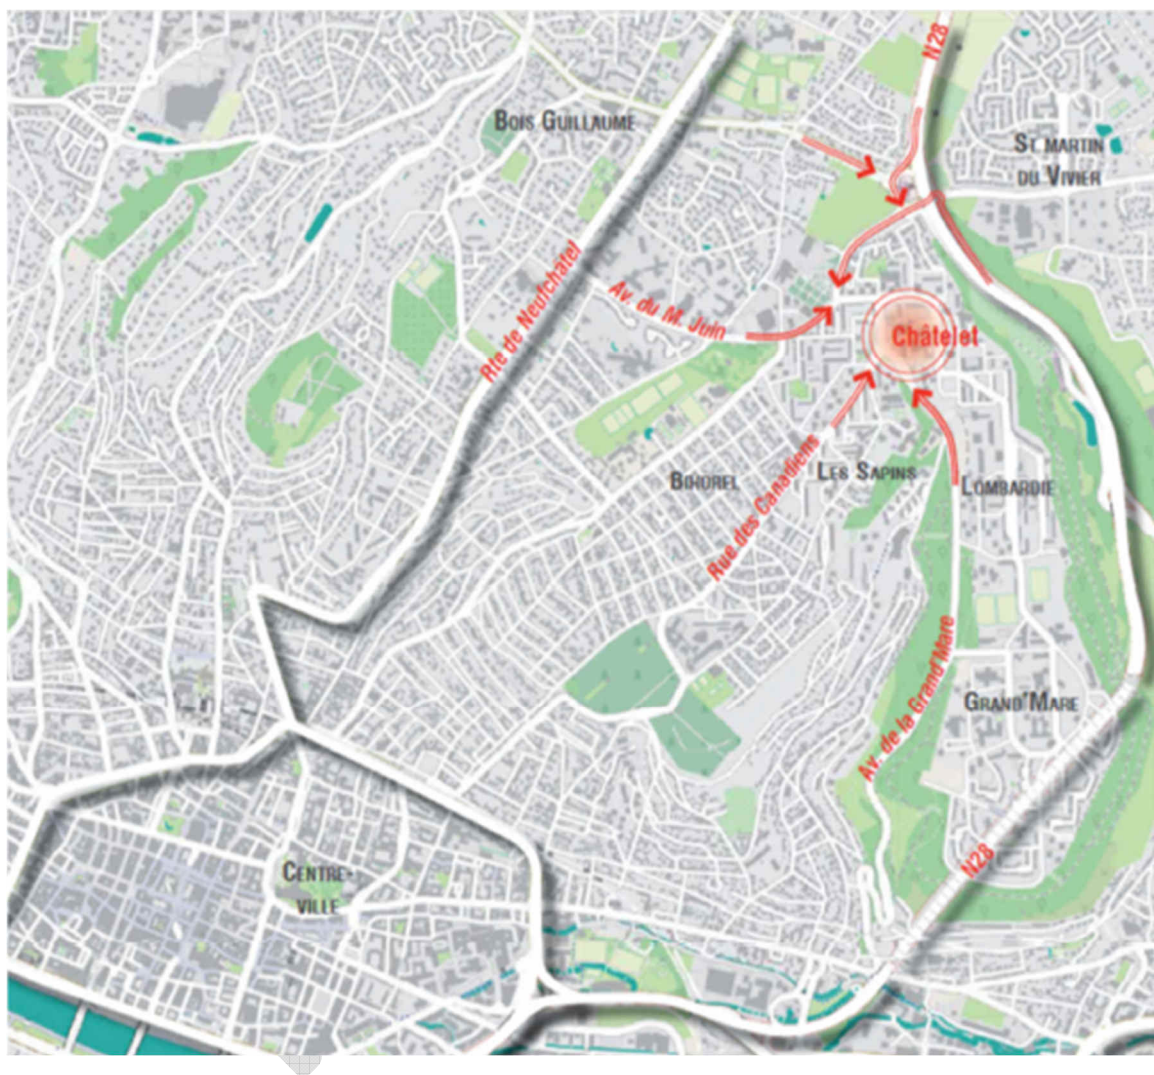 N28
BOIS GUILLAUME
ST MARTIN
DU VIVIER
Rte de Neufchatel
Av. du M. Juin
Châtelet
BIHOREL
LES SAPINS
LOMBARDIE
Rue des Canadiens
Av. de la Grand'Mare
GRAND'MARE
N28
CENTRE-
VILLE